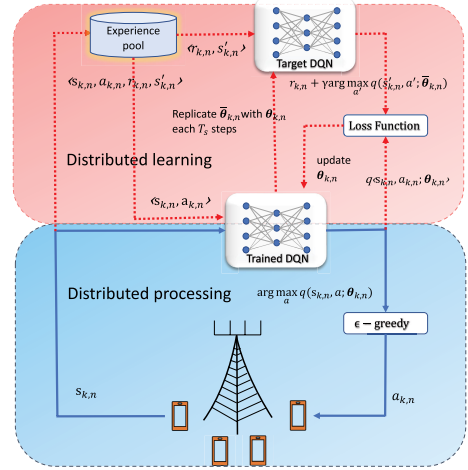 Experience
pool
‹r_{k,n}, s'_{k,n}›
Target DQN
‹s_{k,n}, a_{k,n}, r_{k,n}, s'_{k,n}›
r_{k,n} + γarg max_{a'} q(s'_{k,n}, a'; θ̅_{k,n})
Replicate θ̅_{k,n} with θ_{k,n}
each T_s steps
Loss Function
Distributed learning
update
θ_{k,n}
q‹s_{k,n}, a_{k,n}; θ_{k,n}›
‹s_{k,n}, a_{k,n}›
Trained DQN
Distributed processing
arg max_a q(s_{k,n}, a; θ_{k,n})
ϵ − greedy
s_{k,n}
a_{k,n}